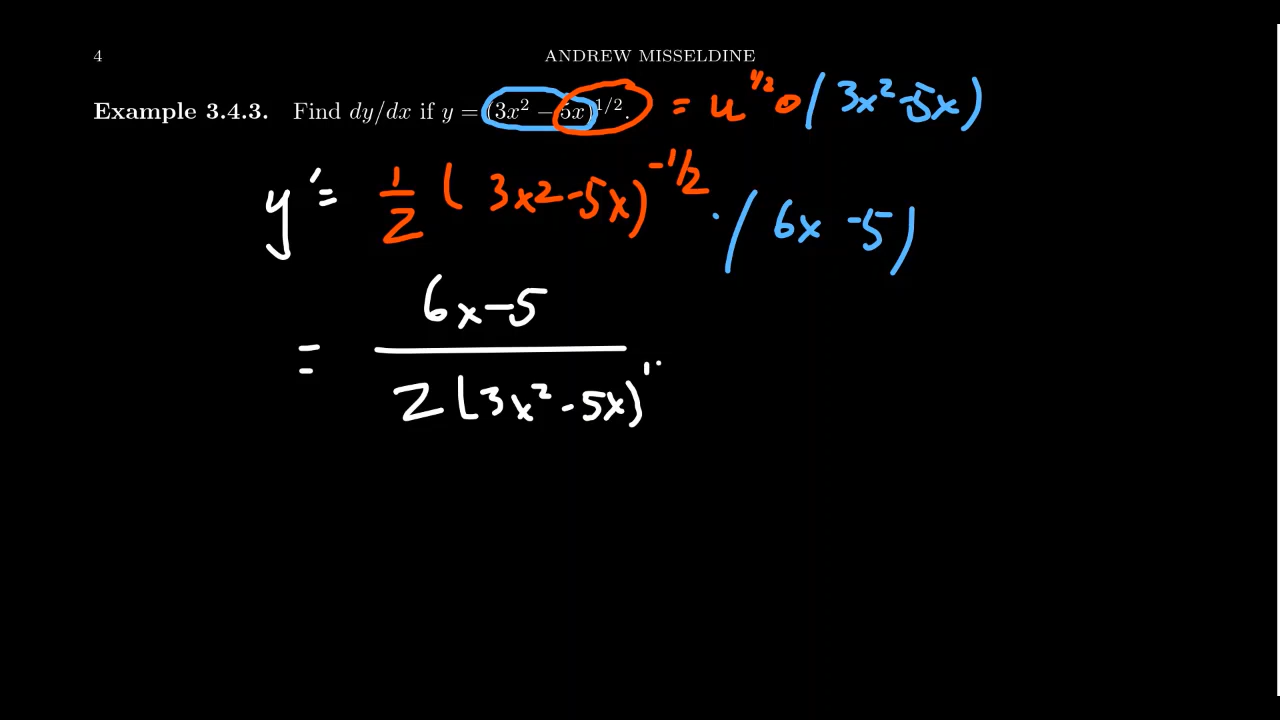 4 ANDREW MISSELDINE
Example 3.4.3. Find dy/dx if y = (3x² − 5x)^{1/2}. = u^{1/2} ∘ (3x² -5x)
y' = 1/2 (3x2 -5x)^{-1/2} · (6x -5)
= 6x-5
2(3x² -5x)